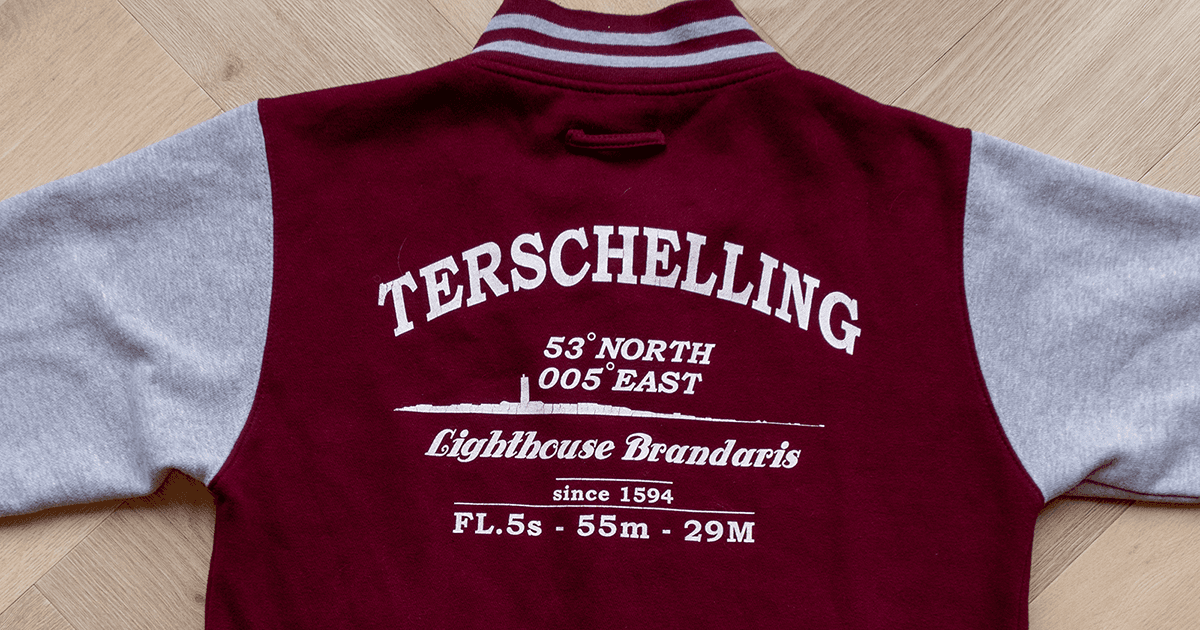 TERSCHELLING
53° NORTH
005° EAST
Lighthouse Brandaris
since 1594
FL.5s - 55m - 29M